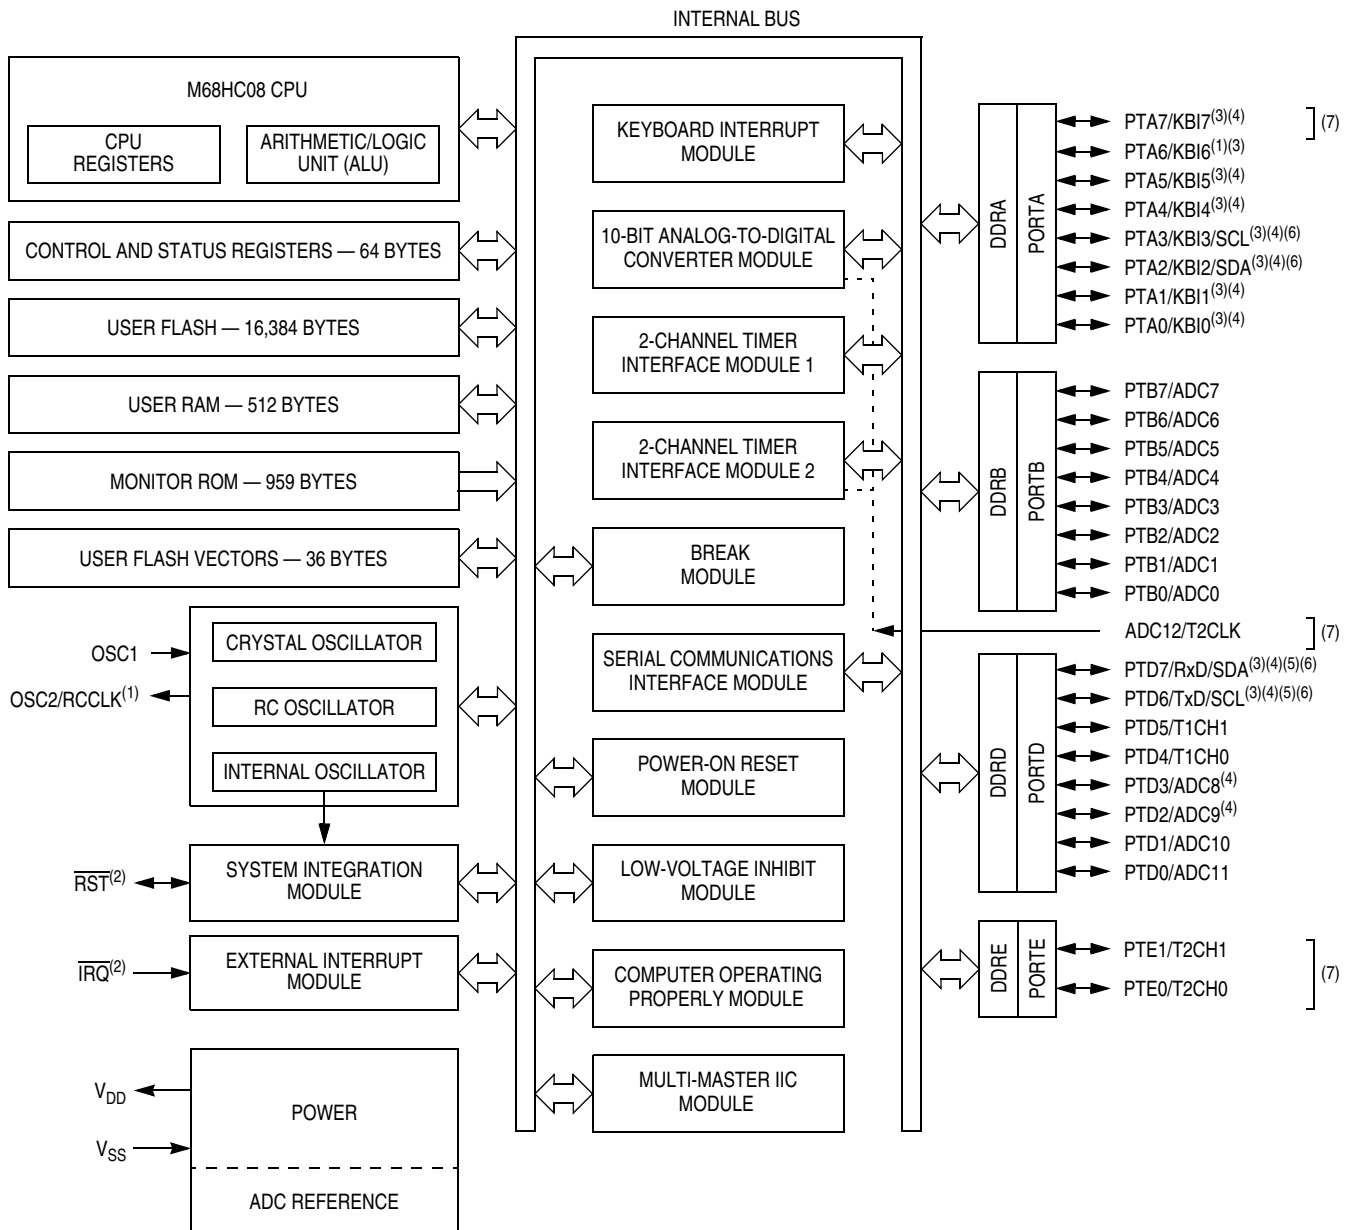 INTERNAL BUS
M68HC08 CPU
CPU
REGISTERS
ARITHMETIC/LOGIC
UNIT (ALU)
CONTROL AND STATUS REGISTERS — 64 BYTES
USER FLASH — 16,384 BYTES
USER RAM — 512 BYTES
MONITOR ROM — 959 BYTES
USER FLASH VECTORS — 36 BYTES
OSC1
OSC2/RCCLK(1)
CRYSTAL OSCILLATOR
RC OSCILLATOR
INTERNAL OSCILLATOR
RST(2)
SYSTEM INTEGRATION
MODULE
IRQ(2)
EXTERNAL INTERRUPT
MODULE
VDD
VSS
POWER
ADC REFERENCE
KEYBOARD INTERRUPT
MODULE
10-BIT ANALOG-TO-DIGITAL
CONVERTER MODULE
2-CHANNEL TIMER
INTERFACE MODULE 1
2-CHANNEL TIMER
INTERFACE MODULE 2
BREAK
MODULE
SERIAL COMMUNICATIONS
INTERFACE MODULE
POWER-ON RESET
MODULE
LOW-VOLTAGE INHIBIT
MODULE
COMPUTER OPERATING
PROPERLY MODULE
MULTI-MASTER IIC
MODULE
DDRA
PORTA
PTA7/KBI7(3)(4)
(7)
PTA6/KBI6(1)(3)
PTA5/KBI5(3)(4)
PTA4/KBI4(3)(4)
PTA3/KBI3/SCL(3)(4)(6)
PTA2/KBI2/SDA(3)(4)(6)
PTA1/KBI1(3)(4)
PTA0/KBI0(3)(4)
DDRB
PORTB
PTB7/ADC7
PTB6/ADC6
PTB5/ADC5
PTB4/ADC4
PTB3/ADC3
PTB2/ADC2
PTB1/ADC1
PTB0/ADC0
ADC12/T2CLK
(7)
DDRD
PORTD
PTD7/RxD/SDA(3)(4)(5)(6)
PTD6/TxD/SCL(3)(4)(5)(6)
PTD5/T1CH1
PTD4/T1CH0
PTD3/ADC8(4)
PTD2/ADC9(4)
PTD1/ADC10
PTD0/ADC11
DDRE
PORTE
PTE1/T2CH1
PTE0/T2CH0
(7)